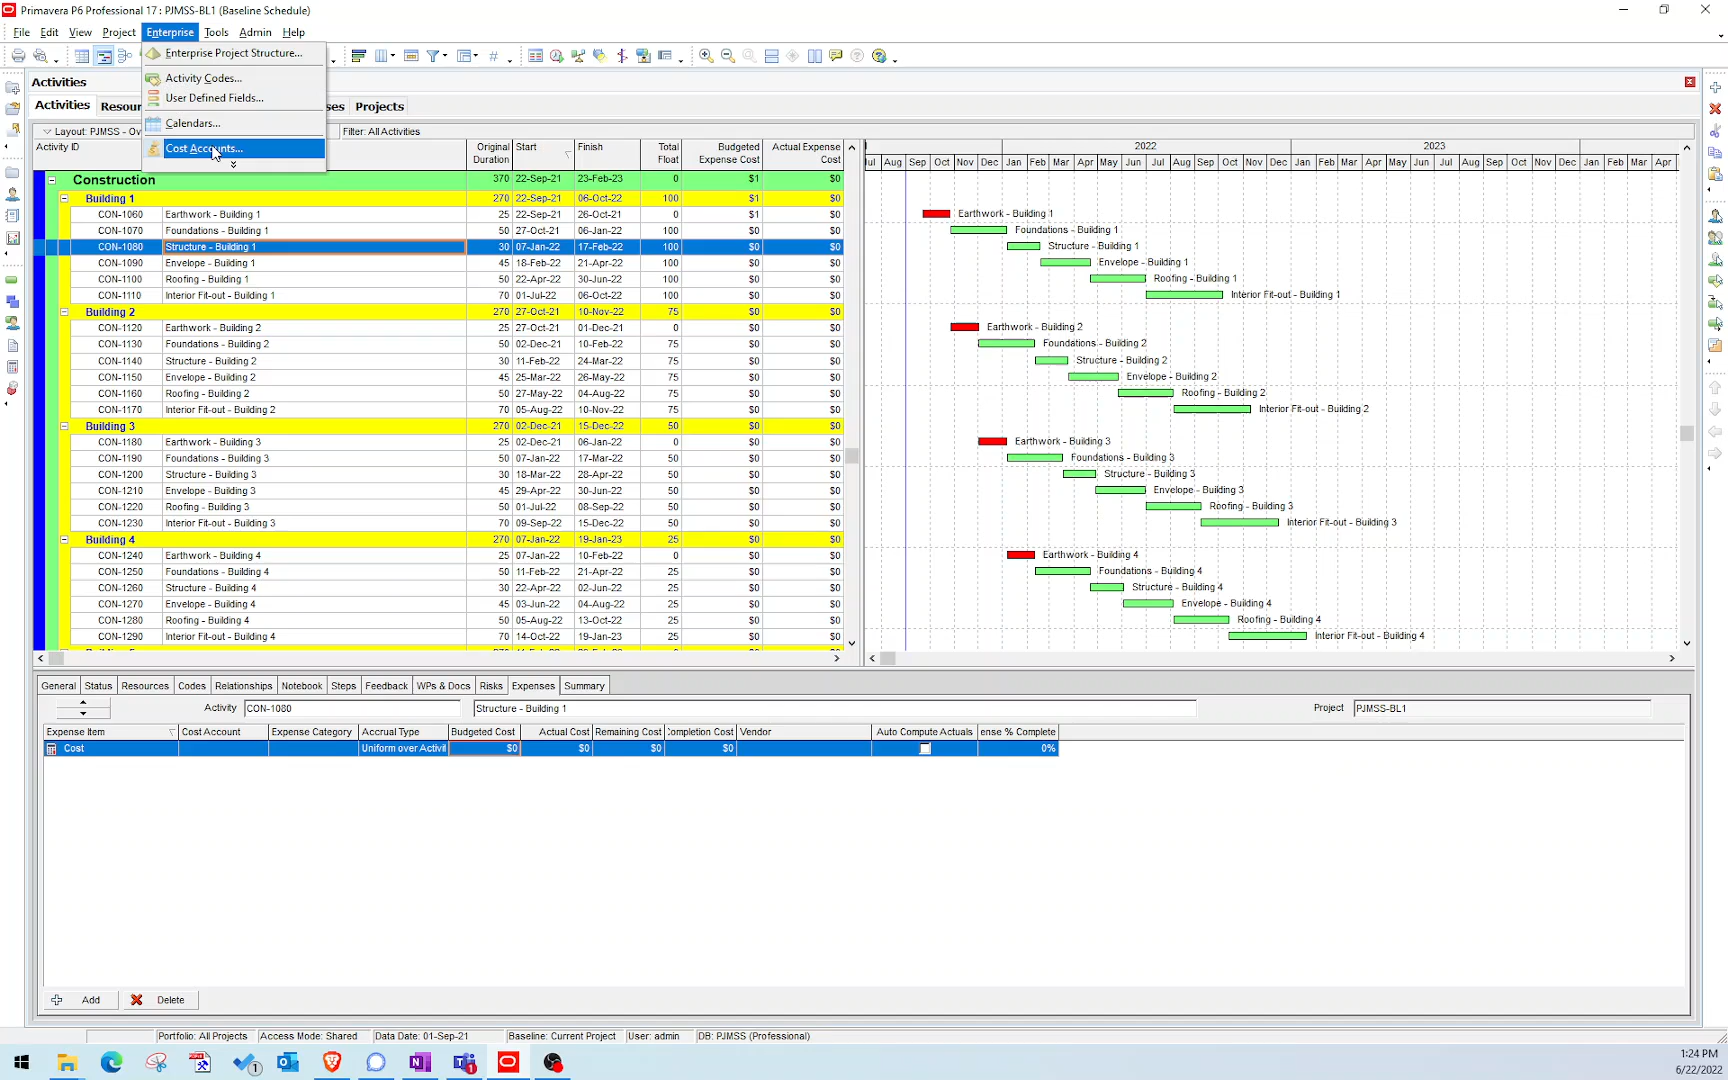 Primavera P6 Professional 17 : PJMSS-BL1 (Baseline Schedule)
File Edit View Project Enterprise Tools Admin Help
Enterprise Project Structure...
Activity Codes...
User Defined Fields...
Calendars...
Cost Accounts...
Activities
Activities Projects
Layout: PJMSS - Filter: All Activities
Activity ID Original Duration Start Finish Total Float Budgeted Expense Cost Actual Expense Cost
2022 2023
Aug Sep Oct Nov Dec Jan Feb Mar Apr May Jun Jul Aug Sep Oct Nov Dec Jan Feb Mar Apr May Jun Jul Aug Sep Oct Nov Dec Jan Feb Mar Apr
Construction 370 22-Sep-21 23-Feb-23 0 $1
Building 1 270 22-Sep-21 06-Oct-22 100 $1 $0
CON-1060 Earthwork - Building 1 25 22-Sep-21 26-Oct-21 0 $1 $0 Earthwork - Building 1
CON-1070 Foundations - Building 1 50 27-Oct-21 06-Jan-22 100 $0 $0 Foundations - Building 1
CON-1080 Structure - Building 1 30 07-Jan-22 17-Feb-22 100 $0 $0 Structure - Building 1
CON-1090 Envelope - Building 1 45 18-Feb-22 21-Apr-22 100 $0 $0 Envelope - Building 1
CON-1100 Roofing - Building 1 50 22-Apr-22 30-Jun-22 100 $0 $0 Roofing - Building 1
CON-1110 Interior Fit-out - Building 1 70 01-Jul-22 06-Oct-22 100 $0 $0 Interior Fit-out - Building 1
Building 2 270 27-Oct-21 10-Nov-22 75 $0 $0
CON-1120 Earthwork - Building 2 25 27-Oct-21 01-Dec-21 0 $0 $0 Earthwork - Building 2
CON-1130 Foundations - Building 2 50 02-Dec-21 10-Feb-22 75 $0 $0 Foundations - Building 2
CON-1140 Structure - Building 2 30 11-Feb-22 24-Mar-22 75 $0 $0 Structure - Building 2
CON-1150 Envelope - Building 2 45 25-Mar-22 26-May-22 75 $0 $0 Envelope - Building 2
CON-1160 Roofing - Building 2 50 27-May-22 04-Aug-22 75 $0 $0 Roofing - Building 2
CON-1170 Interior Fit-out - Building 2 70 05-Aug-22 10-Nov-22 75 $0 $0 Interior Fit-out - Building 2
Building 3 270 02-Dec-21 15-Dec-22 50 $0 $0
CON-1180 Earthwork - Building 3 25 02-Dec-21 06-Jan-22 0 $0 $0 Earthwork - Building 3
CON-1190 Foundations - Building 3 50 07-Jan-22 17-Mar-22 50 $0 $0 Foundations - Building 3
CON-1200 Structure - Building 3 30 18-Mar-22 28-Apr-22 50 $0 $0 Structure - Building 3
CON-1210 Envelope - Building 3 45 29-Apr-22 30-Jun-22 50 $0 $0 Envelope - Building 3
CON-1220 Roofing - Building 3 50 01-Jul-22 08-Sep-22 50 $0 $0 Roofing - Building 3
CON-1230 Interior Fit-out - Building 3 70 09-Sep-22 15-Dec-22 50 $0 $0 Interior Fit-out - Building 3
Building 4 270 07-Jan-22 19-Jan-23 25 $0 $0
CON-1240 Earthwork - Building 4 25 07-Jan-22 10-Feb-22 0 $0 $0 Earthwork - Building 4
CON-1250 Foundations - Building 4 50 11-Feb-22 21-Apr-22 25 $0 $0 Foundations - Building 4
CON-1260 Structure - Building 4 30 22-Apr-22 02-Jun-22 25 $0 $0 Structure - Building 4
CON-1270 Envelope - Building 4 45 03-Jun-22 04-Aug-22 25 $0 $0 Envelope - Building 4
CON-1280 Roofing - Building 4 50 05-Aug-22 13-Oct-22 25 $0 $0 Roofing - Building 4
CON-1290 Interior Fit-out - Building 4 70 14-Oct-22 19-Jan-23 25 $0 $0 Interior Fit-out - Building 4
General Status Resources Codes Relationships Notebook Steps Feedback WPs & Docs Risks Expenses Summary
Activity CON-1080 Structure - Building 1 Project PJMSS-BL1
Expense Item Cost Account Expense Category Accrual Type Budgeted Cost Actual Cost Remaining Cost Completion Cost Vendor Auto Compute Actuals ense % Complete
Cost Uniform over Activit $0 $0 $0 $0 0%
Add Delete
Portfolio: All Projects Access Mode: Shared Data Date: 01-Sep-21 Baseline: Current Project User: admin DB: PJMSS (Professional)
1:24 PM
6/22/2022